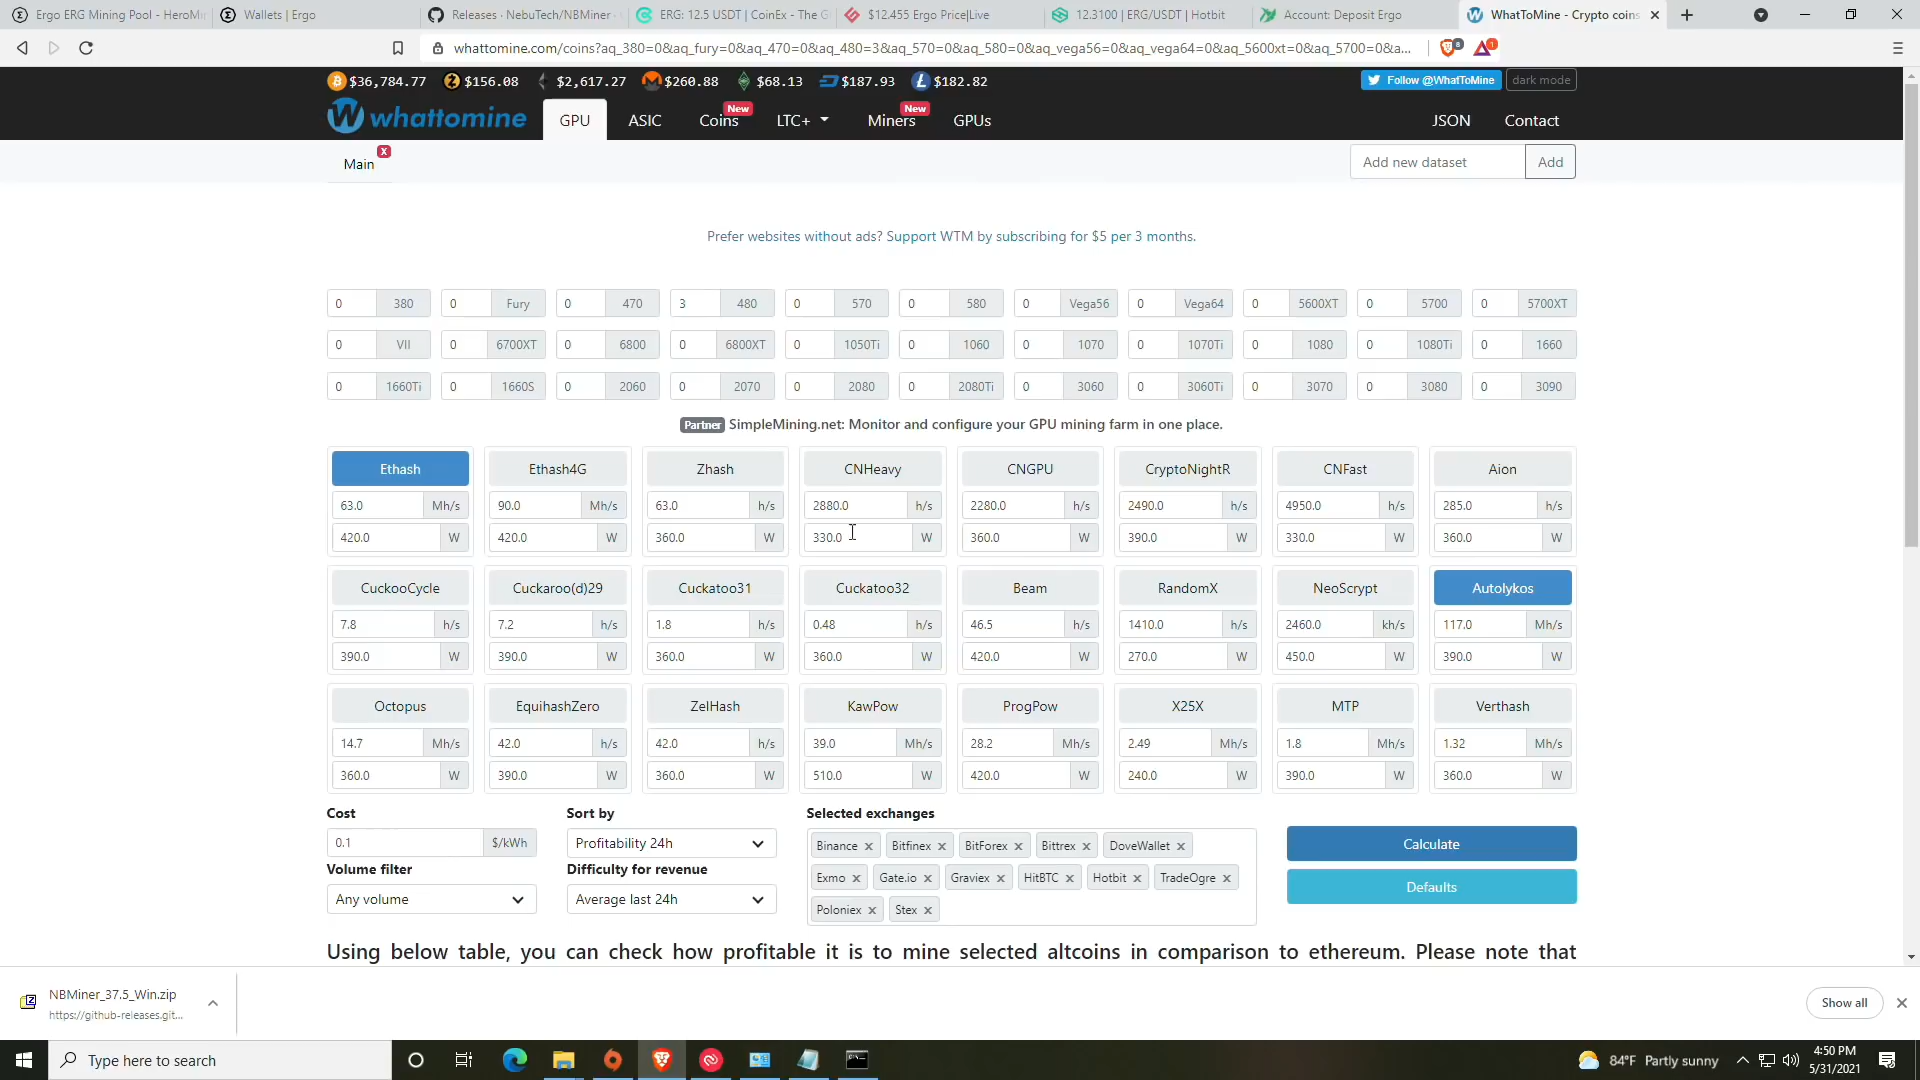 Ergo ERG Mining Pool - HeroMi
Wallets | Ergo
Releases · NebuTech/NBMiner ·
ERG: 12.5 USDT | CoinEx - The G
$12.455 Ergo Price|Live
12.3100 | ERG/USDT | Hotbit
Account: Deposit Ergo
WhatToMine - Crypto coins
whattomine.com/coins?aq_380=0&aq_fury=0&aq_470=0&aq_480=3&aq_570=0&aq_580=0&aq_vega56=0&aq_vega64=0&aq_5600xt=0&aq_5700=0&a...
8
1
$36,784.77 $156.08 $2,617.27 $260.88 $68.13 $187.93 $182.82
Follow @WhatToMine dark mode
whattomine
GPU ASIC Coins New LTC+ Miners New GPUs JSON Contact
Main x
Add new dataset Add
Prefer websites without ads? Support WTM by subscribing for $5 per 3 months.
0 380 0 Fury 0 470 3 480 0 570 0 580 0 Vega56 0 Vega64 0 5600XT 0 5700 0 5700XT
0 VII 0 6700XT 0 6800 0 6800XT 0 1050Ti 0 1060 0 1070 0 1070Ti 0 1080 0 1080Ti 0 1660
0 1660Ti 0 1660S 0 2060 0 2070 0 2080 0 2080Ti 0 3060 0 3060Ti 0 3070 0 3080 0 3090
Partner SimpleMining.net: Monitor and configure your GPU mining farm in one place.
Ethash Ethash4G Zhash CNHeavy CNGPU CryptoNightR CNFast Aion
63.0 Mh/s 90.0 Mh/s 63.0 h/s 2880.0 h/s 2280.0 h/s 2490.0 h/s 4950.0 h/s 285.0 h/s
420.0 W 420.0 W 360.0 W 330.0 W 360.0 W 390.0 W 330.0 W 360.0 W
CuckooCycle Cuckaroo(d)29 Cuckatoo31 Cuckatoo32 Beam RandomX NeoScrypt Autolykos
7.8 h/s 7.2 h/s 1.8 h/s 0.48 h/s 46.5 h/s 1410.0 h/s 2460.0 kh/s 117.0 Mh/s
390.0 W 390.0 W 360.0 W 360.0 W 420.0 W 270.0 W 450.0 W 390.0 W
Octopus EquihashZero ZelHash KawPow ProgPow X25X MTP Verthash
14.7 Mh/s 42.0 h/s 42.0 h/s 39.0 Mh/s 28.2 Mh/s 2.49 Mh/s 1.8 Mh/s 1.32 Mh/s
360.0 W 390.0 W 360.0 W 510.0 W 420.0 W 240.0 W 390.0 W 360.0 W
Cost Sort by Selected exchanges
0.1 $/kWh Profitability 24h Binance × Bitfinex × BitForex × Bittrex × DoveWallet × Calculate
Volume filter Difficulty for revenue Exmo × Gate.io × Graviex × HitBTC × Hotbit × TradeOgre × Defaults
Any volume Average last 24h Poloniex × Stex ×
Using below table, you can check how profitable it is to mine selected altcoins in comparison to ethereum. Please note that
NBMiner_37.5_Win.zip
https://github-releases.git...
Show all
Type here to search
84°F Partly sunny
4:50 PM
5/31/2021